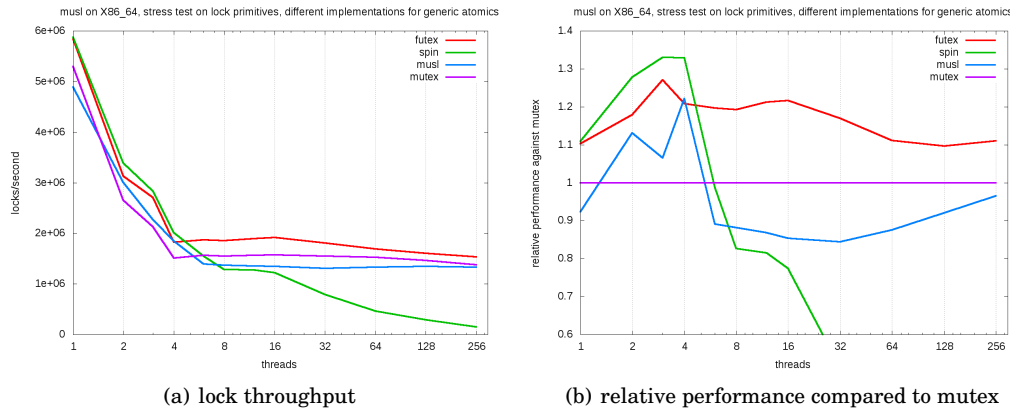 musl on X86_64, stress test on lock primitives, different implementations for generic atomics
6e+06
5e+06
4e+06
3e+06
2e+06
1e+06
0
locks/second
futex
spin
musl
mutex
1 2 4 8 16 32 64 128 256
threads
(a) lock throughput
musl on X86_64, stress test on lock primitives, different implementations for generic atomics
1.4
1.3
1.2
1.1
1
0.9
0.8
0.7
0.6
relative performance against mutex
futex
spin
musl
mutex
1 2 4 8 16 32 64 128 256
threads
(b) relative performance compared to mutex